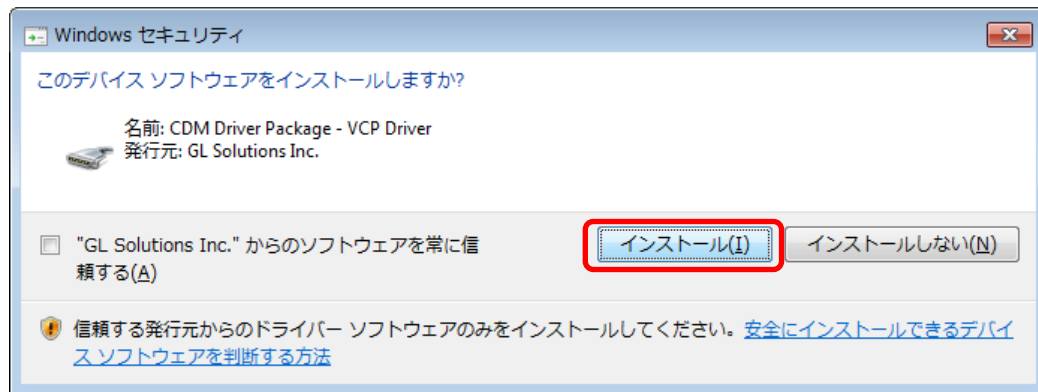 Windows セキュリティ
このデバイス ソフトウェアをインストールしますか?
名前: CDM Driver Package - VCP Driver
発行元: GL Solutions Inc.
"GL Solutions Inc." からのソフトウェアを常に信
頼する(A)
インストール(I)
インストールしない(N)
信頼する発行元からのドライバー ソフトウェアのみをインストールしてください。安全にインストールできるデバイ
ス ソフトウェアを判断する方法